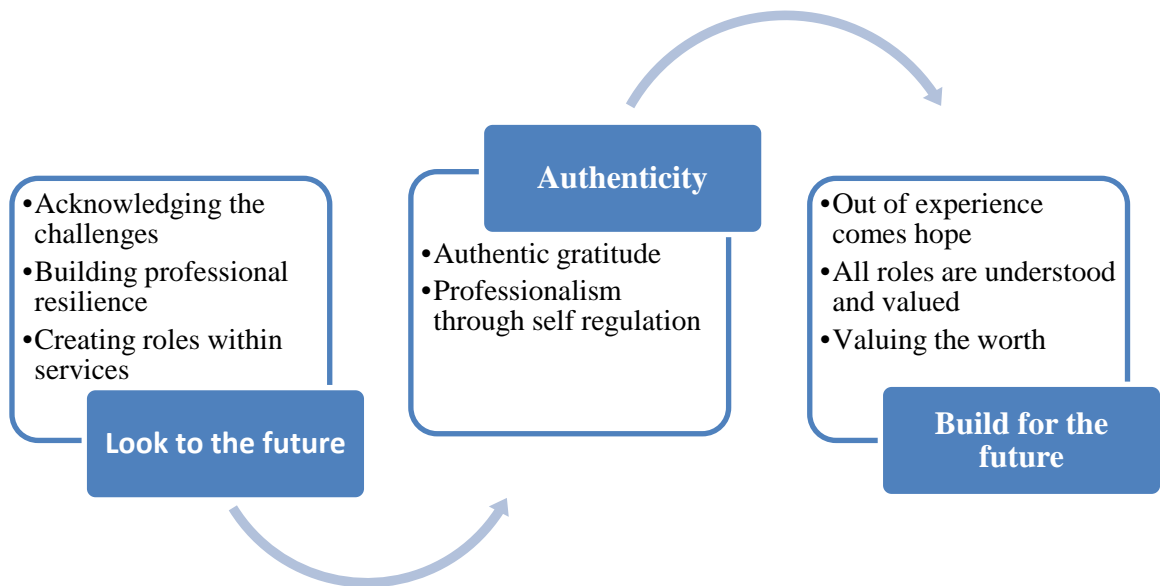 •Acknowledging the
challenges
•Building professional
resilience
•Creating roles within
services
Look to the future
Authenticity
•Authentic gratitude
•Professionalism
through self regulation
•Out of experience
comes hope
•All roles are understood
and valued
•Valuing the worth
Build for the
future